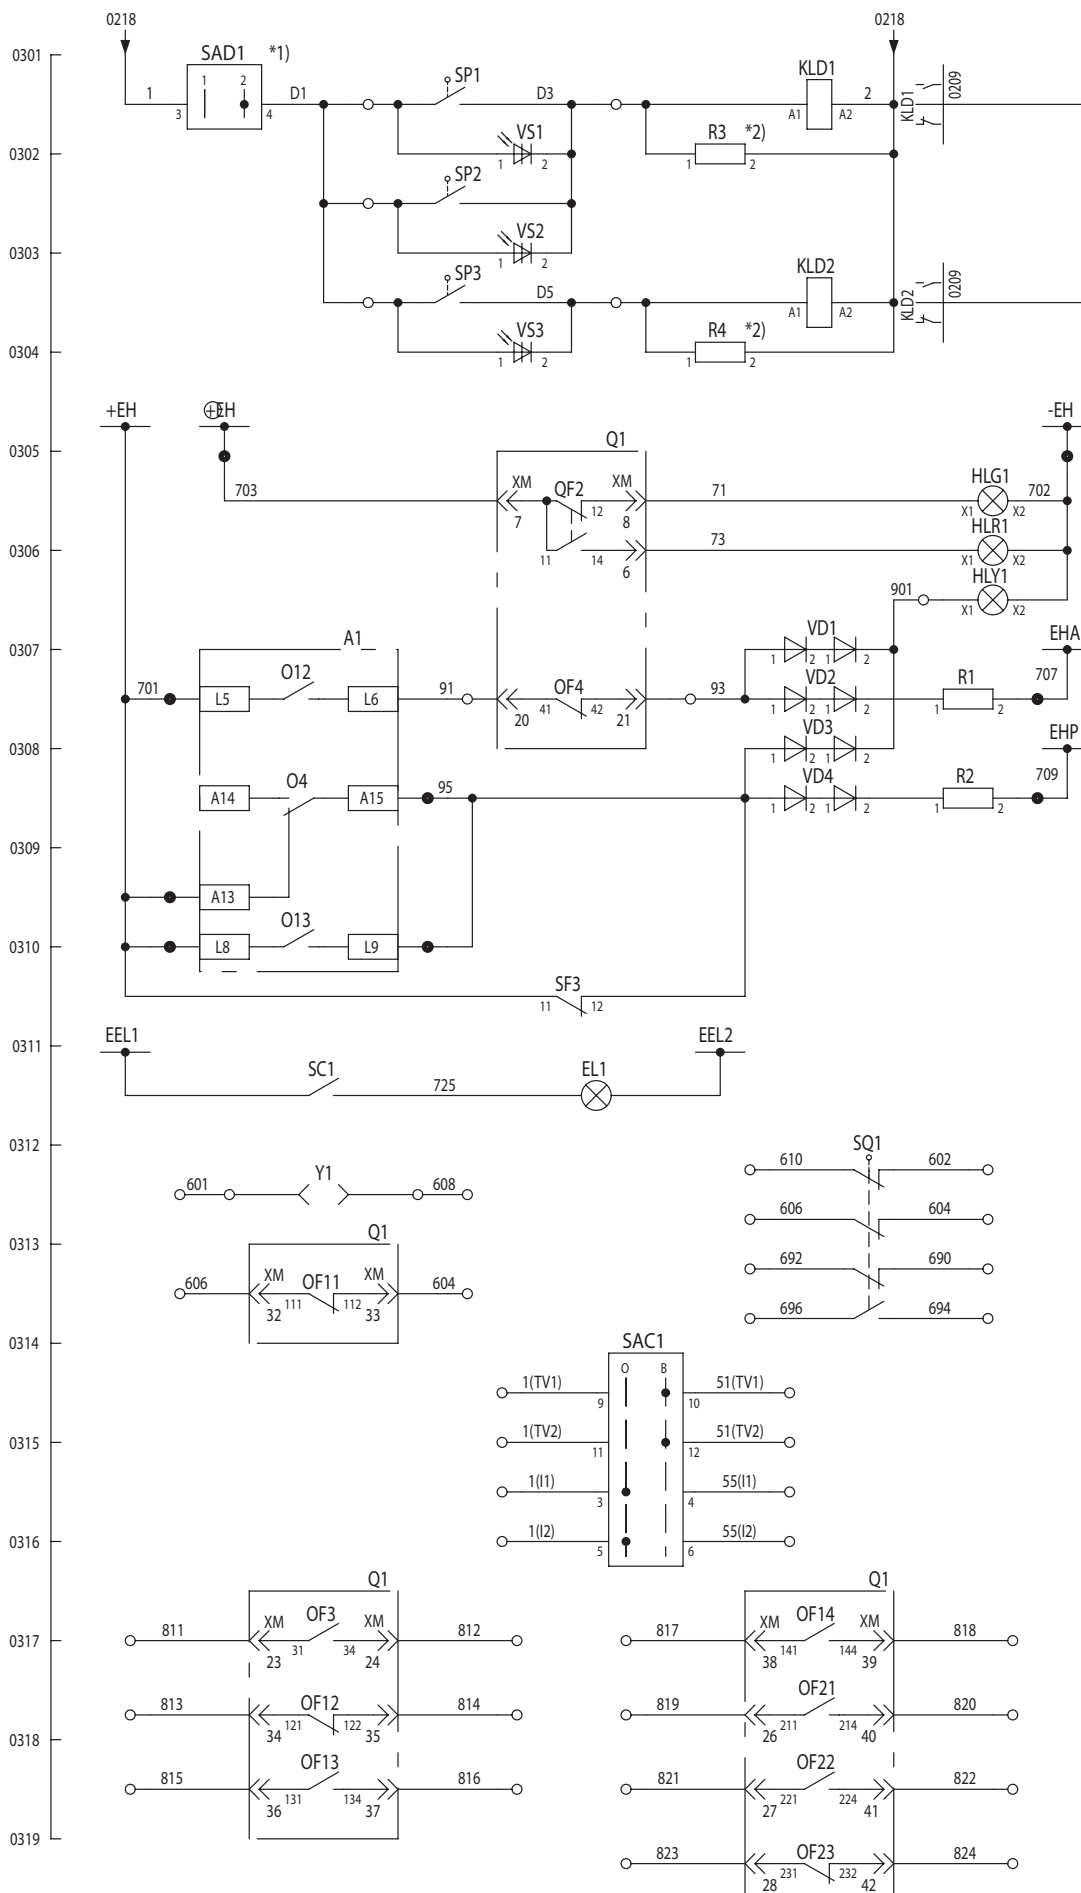 0218 0218
0301 SAD1 *1) SP1 KLD1
1 1 2 D1 D3 2 KLD1 0209
3 4 A1 A2
0302 VS1 R3 *2)
1 2 1 2
SP2
0303 VS2
1 2
SP3 KLD2
D5 KLD2 0209
A1 A2
0304 VS3 R4 *2)
1 2 1 2
+EH +EH -EH
0305 Q1
703 XM QF2 XM 71 HLG1 702
7 12 8 X1 X2
0306 11 14 6 73 HLR1
X1 X2
901 HLY1
X1 X2
0307 A1 VD1 EHA
1 2 1 2
701 L5 O12 L6 91 OF4 93 VD2 R1 707
20 41 42 21 1 2 1 2 1 2
0308 VD3 EHP
1 2 1 2
A14 O4 A15 95 VD4 R2 709
1 2 1 2 1 2
0309
A13
0310 L8 O13 L9
SF3
11 12
0311 EEL1 EEL2
SC1 725 EL1
0312 SQ1
601 Y1 608 610 602
0313 Q1 606 604
606 XM OF11 XM 604 692 690
32 111 112 33
0314 696 694
SAC1
O B
1(TV1) 51(TV1)
9 10
0315 1(TV2) 51(TV2)
11 12
1(I1) 55(I1)
3 4
0316 1(I2) 55(I2)
5 6
Q1 Q1
0317 811 XM OF3 XM 812 817 XM OF14 XM 818
23 31 34 24 38 141 144 39
813 OF12 814 819 OF21 820
0318 34 121 122 35 26 211 214 40
815 OF13 816 821 OF22 822
36 131 134 37 27 221 224 41
0319
823 OF23 824
28 231 232 42